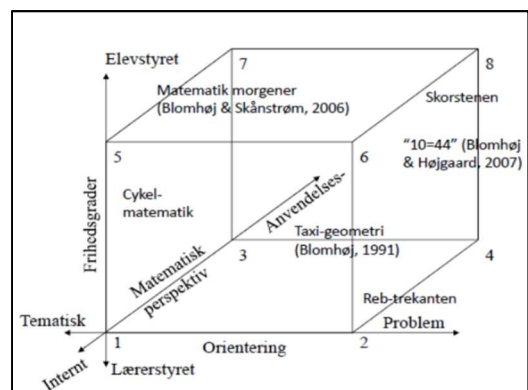 Elevstyret
7
8
Matematik morgener
(Blomhøj & Skånstrøm, 2006)
Skorstenen
5
6
"10=44" (Blomhøj
& Højgaard, 2007)
Frihedsgrader
Cykel-
matematik
Anvendelses-
Taxi-geometri
(Blomhøj, 1991)
Matematisk
perspektiv
3
4
Reb-trekanten
Tematisk
Problem
1
Orientering
2
Internt
Lærerstyret